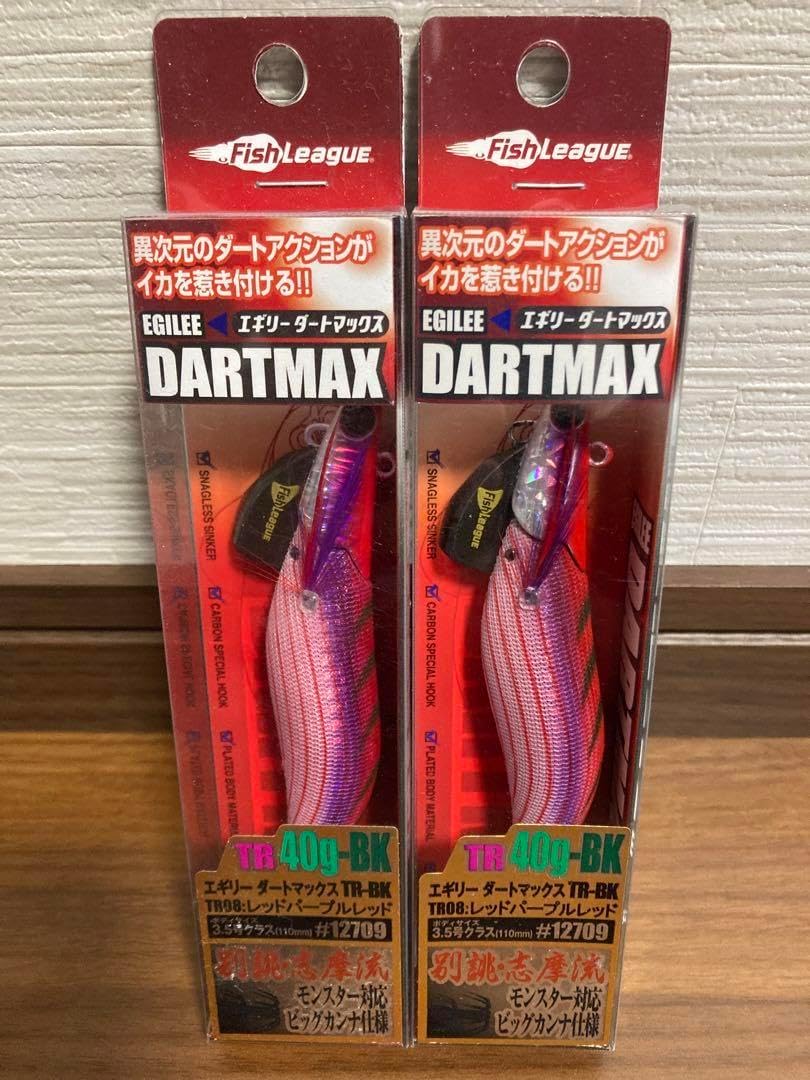 FishLeague
異次元のダートアクションが
イカを惹き付ける!!
EGILEE エギリー ダートマックス
DARTMAX
FishLeague
SNAGLESS SINKER
CARBON SPECIAL HOOK
PLATED BODY MATERIAL
TR 40g-BK
エギリー ダートマックス TR-BK
TR08:レッドパープルレッド
ボディサイズ
3.5号クラス(110mm) #12709
別誂・志摩流
モンスター対応
ビッグカンナ仕様
FishLeague
異次元のダートアクションが
イカを惹き付ける!!
EGILEE エギリー ダートマックス
DARTMAX
FishLeague
SNAGLESS SINKER
CARBON SPECIAL HOOK
PLATED BODY MATERIAL
TR 40g-BK
エギリー ダートマックス TR-BK
TR08:レッドパープルレッド
ボディサイズ
3.5号クラス(110mm) #12709
別誂・志摩流
モンスター対応
ビッグカンナ仕様